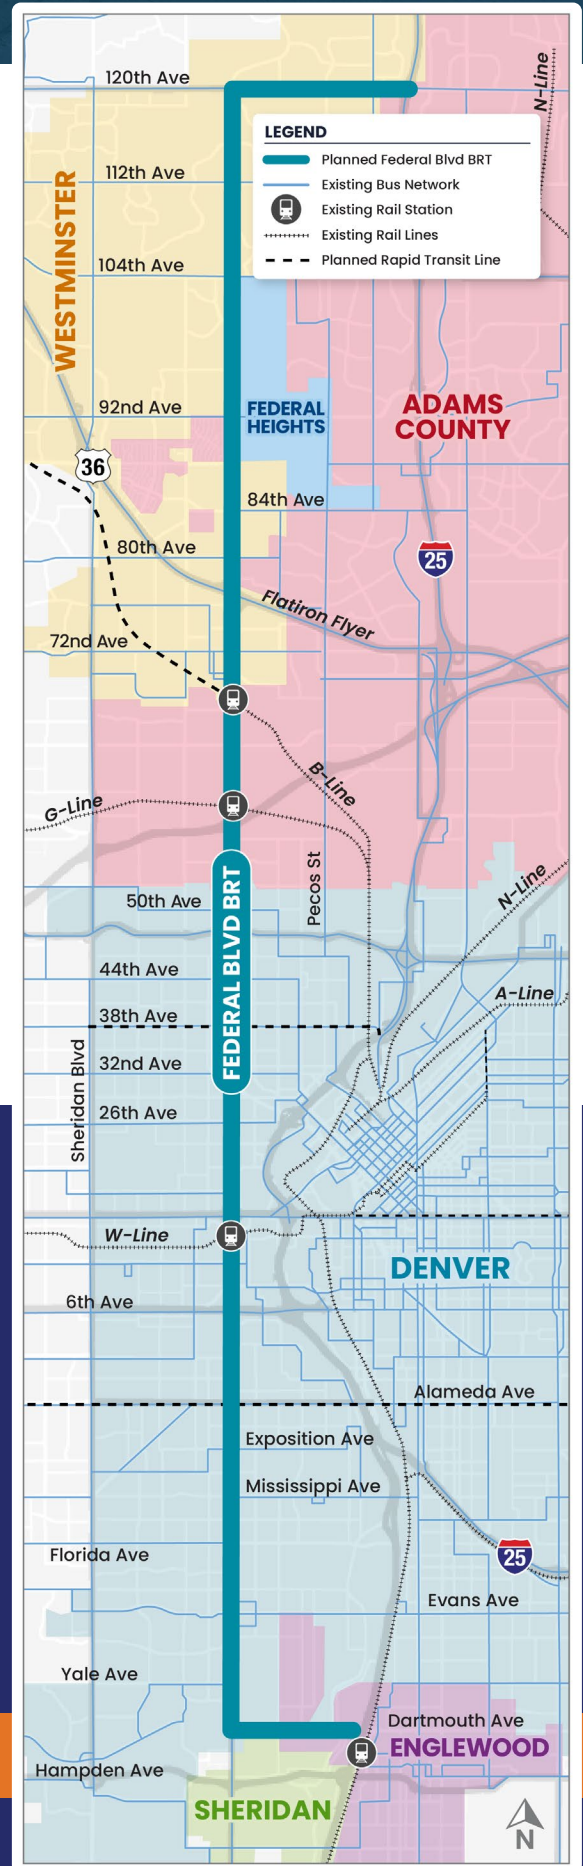 120th Ave
N-Line
LEGEND
Planned Federal Blvd BRT
Existing Bus Network
Existing Rail Station
Existing Rail Lines
Planned Rapid Transit Line
112th Ave
WESTMINSTER
104th Ave
92nd Ave
FEDERAL
HEIGHTS
ADAMS
COUNTY
36
84th Ave
80th Ave
25
Flatiron Flyer
72nd Ave
B-Line
G-Line
Pecos St
50th Ave
N-Line
FEDERAL BLVD BRT
44th Ave
A-Line
38th Ave
Sheridan Blvd
32nd Ave
26th Ave
W-Line
DENVER
6th Ave
Alameda Ave
Exposition Ave
Mississippi Ave
Florida Ave
25
Evans Ave
Yale Ave
Dartmouth Ave
ENGLEWOOD
Hampden Ave
SHERIDAN
N